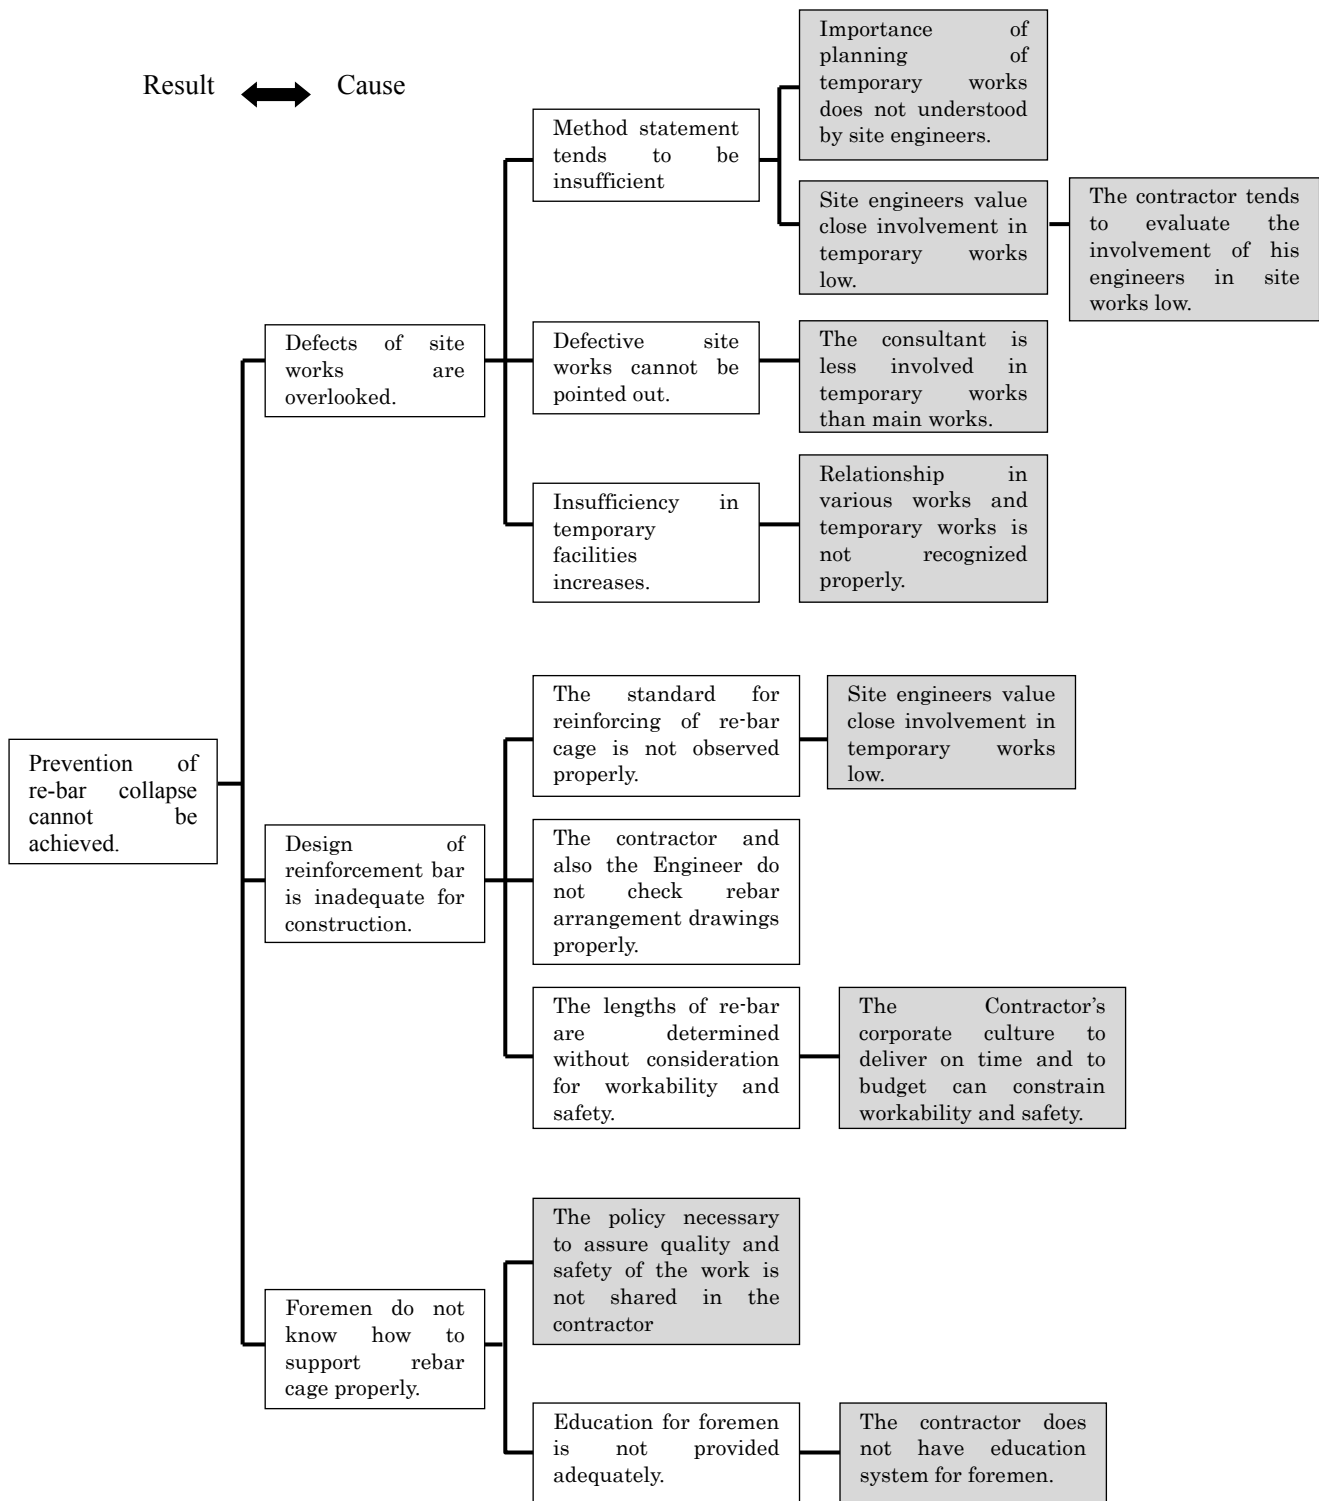 Result
Cause
Importance of
planning of
temporary works
does not understood
by site engineers.
Method statement
tends to be
insufficient
Site engineers value
close involvement in
temporary works
low.
The contractor tends
to evaluate the
involvement of his
engineers in site
works low.
Defects of site
works are
overlooked.
Defective site
works cannot be
pointed out.
The consultant is
less involved in
temporary works
than main works.
Insufficiency in
temporary
facilities
increases.
Relationship in
various works and
temporary works is
not recognized
properly.
Prevention of
re-bar collapse
cannot be
achieved.
The standard for
reinforcing of re-bar
cage is not observed
properly.
Site engineers value
close involvement in
temporary works
low.
Design of
reinforcement bar
is inadequate for
construction.
The contractor and
also the Engineer do
not check rebar
arrangement drawings
properly.
The lengths of re-bar
are determined
without consideration
for workability and
safety.
The Contractor’s
corporate culture to
deliver on time and to
budget can constrain
workability and safety.
Foremen do not
know how to
support rebar
cage properly.
The policy necessary
to assure quality and
safety of the work is
not shared in the
contractor
Education for foremen
is not provided
adequately.
The contractor does
not have education
system for foremen.